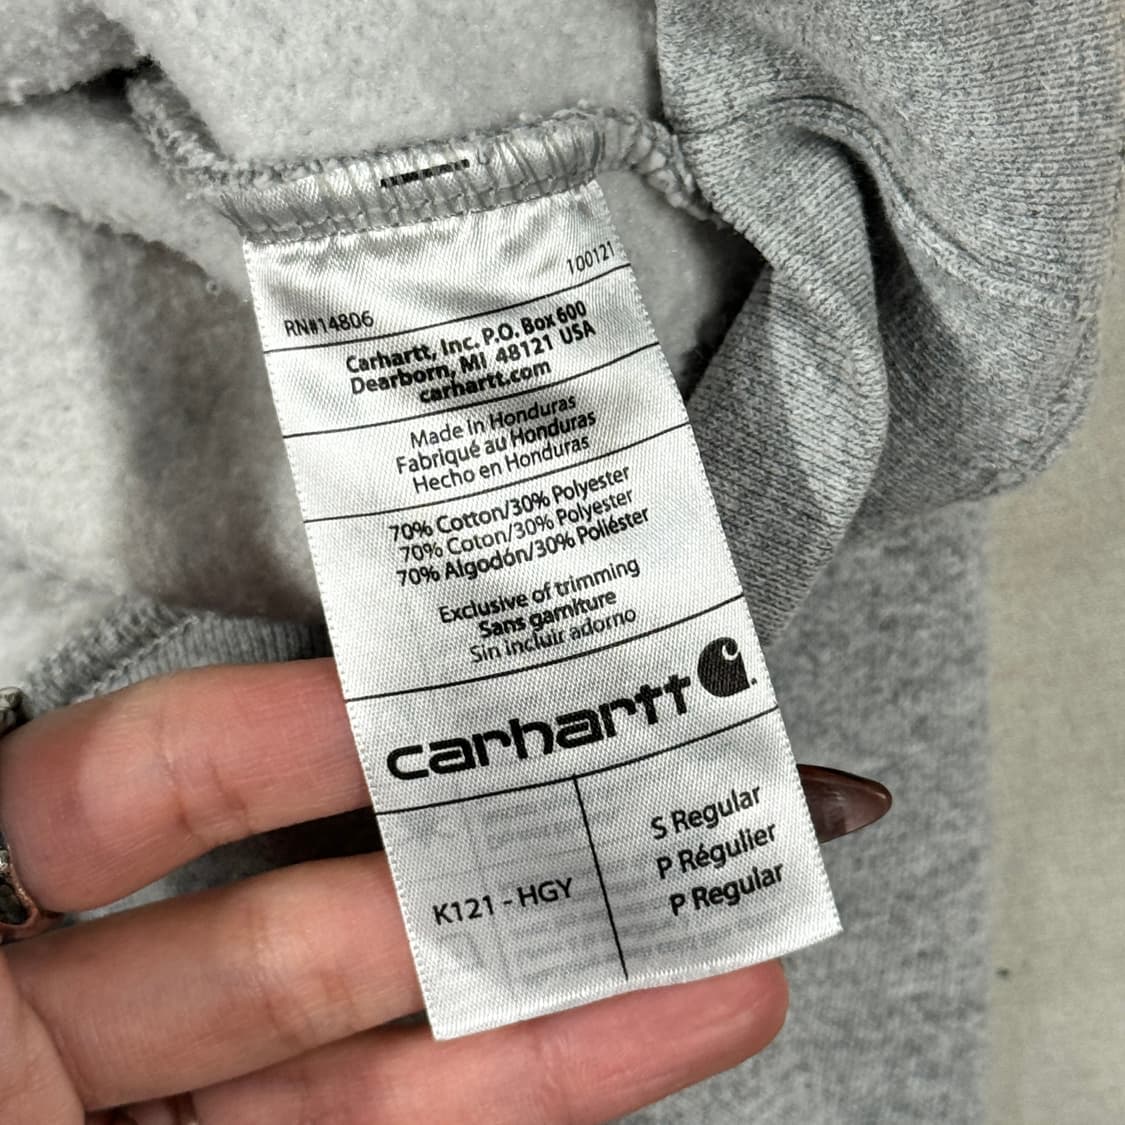 100121
RN#14806
Carhartt, Inc. P.O. Box 600
Dearborn, MI 48121 USA
carhartt.com
Made in Honduras
Fabriqué au Honduras
Hecho en Honduras
70% Cotton/30% Polyester
70% Coton/30% Polyester
70% Algodón/30% Poliéster
Exclusive of trimming
Sans garniture
Sin incluir adorno
carhartt
K121 - HGY
S Regular
P Régulier
P Regular